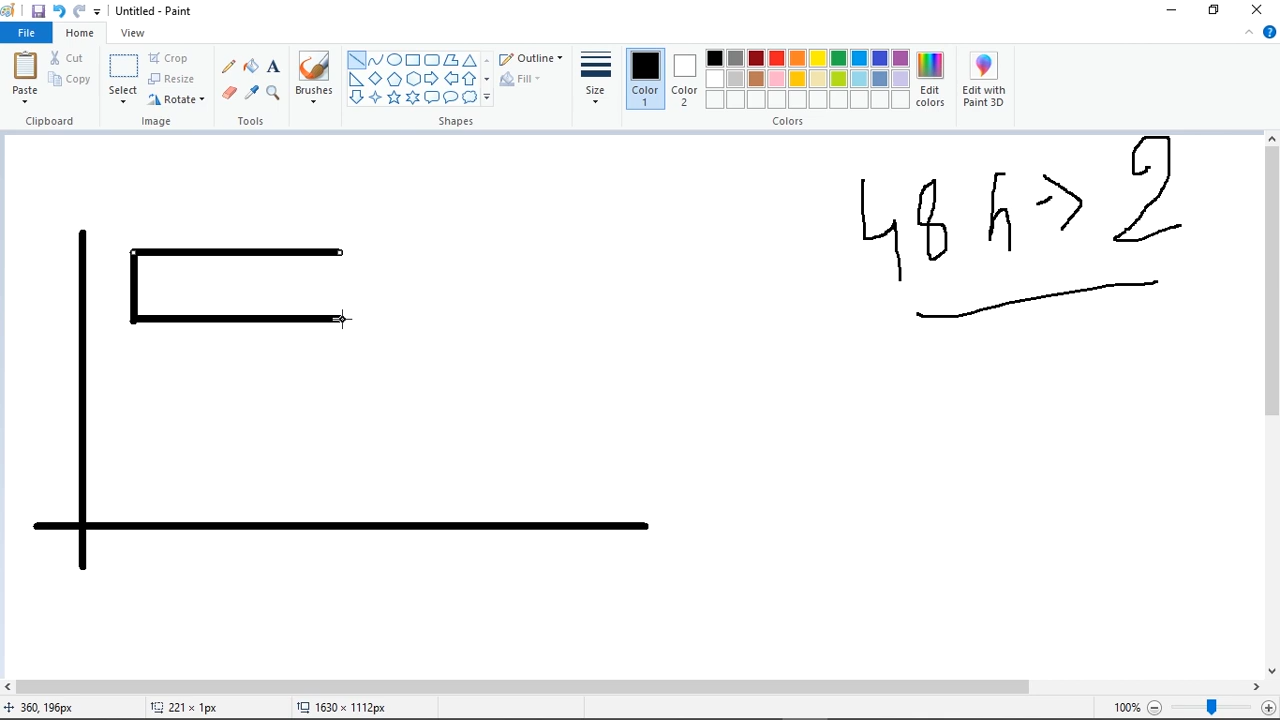 Untitled - Paint
File
Home
View
Paste
Cut
Copy
Clipboard
Select
Crop
Resize
Rotate
Image
Tools
Brushes
Shapes
Outline
Fill
Size
Color 1
Color 2
Colors
Edit colors
Edit with Paint 3D
48 h -> 2
360, 196px
221 × 1px
1630 × 1112px
100%